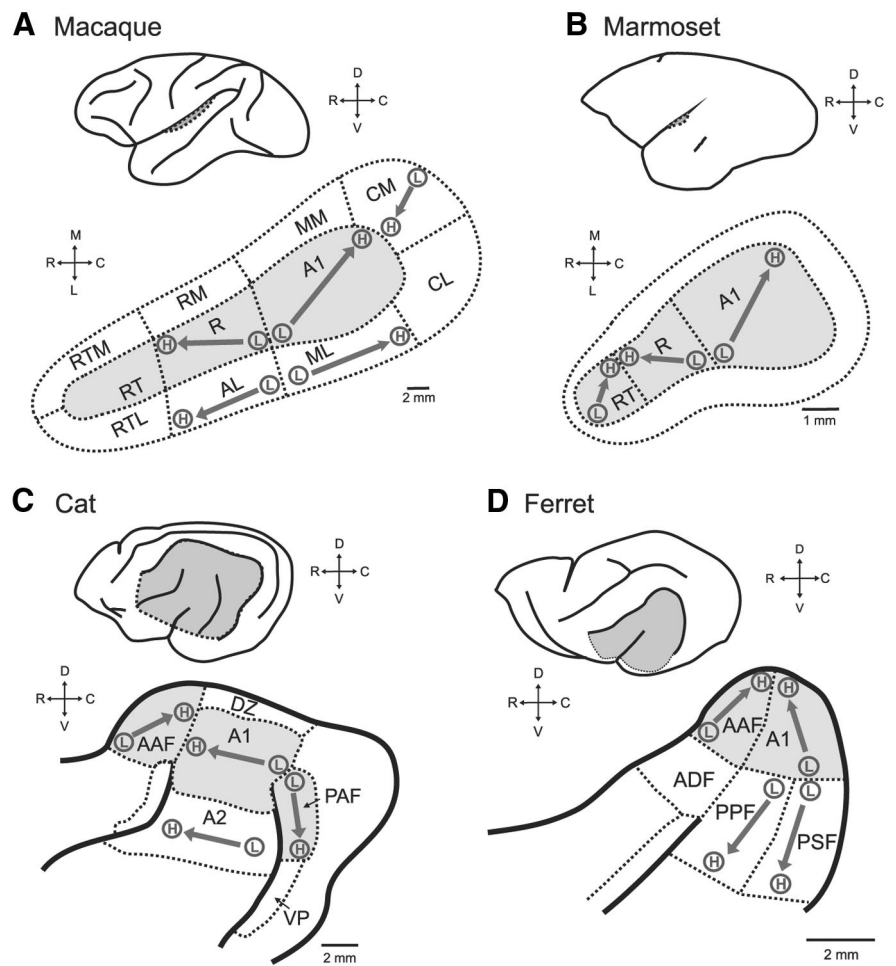 A Macaque
D
R C
V
CM
L
H
MM
H
A1
CL
M
R C
L
RM
R
H L L
ML
H
RTM
RT
AL
L L
RTL
H
2 mm
B Marmoset
D
R C
V
M
R C
L
H
A1
R
H H L L
RT
L
1 mm
C Cat
D
R C
V
D
R C
V
DZ
H
L AAF
A1
H
L
L
PAF
A2
H
L
H
VP
2 mm
D Ferret
D
R C
V
D
R C
V
H H
AAF
L
A1
L
ADF
L L
PPF
PSF
H
H
2 mm